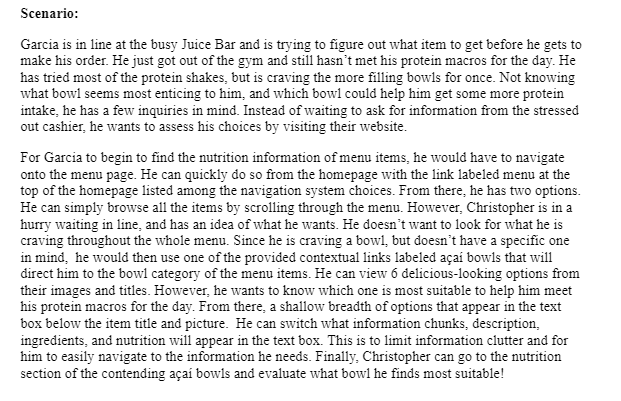 Scenario:
Garcia is in line at the busy Juice Bar and is trying to figure out what item to get before he gets to
make his order. He just got out of the gym and still hasn't met his protein macros for the day. He
has tried most of the protein shakes, but is craving the more filling bowls for once. Not knowing
what bowl seems most enticing to him, and which bowl could help him get some more protein
intake, he has a few inquiries in mind. Instead of waiting to ask for information from the stressed
out cashier, he wants to assess his choices by visiting their website.
For Garcia to begin to find the nutrition information of menu items, he would have to navigate
onto the menu page. He can quickly do so from the homepage with the link labeled menu at the
top of the homepage listed among the navigation system choices. From there, he has two options.
He can simply browse all the items by scrolling through the menu. However, Christopher is in a
hurry waiting in line, and has an idea of what he wants. He doesn't want to look for what he is
craving throughout the whole menu. Since he is craving a bowl, but doesn't have a specific one
in mind,  he would then use one of the provided contextual links labeled açaí bowls that will
direct him to the bowl category of the menu items. He can view 6 delicious-looking options from
their images and titles. However, he wants to know which one is most suitable to help him meet
his protein macros for the day. From there, a shallow breadth of options that appear in the text
box below the item title and picture.  He can switch what information chunks, description,
ingredients, and nutrition will appear in the text box. This is to limit information clutter and for
him to easily navigate to the information he needs. Finally, Christopher can go to the nutrition
section of the contending açaí bowls and evaluate what bowl he finds most suitable!